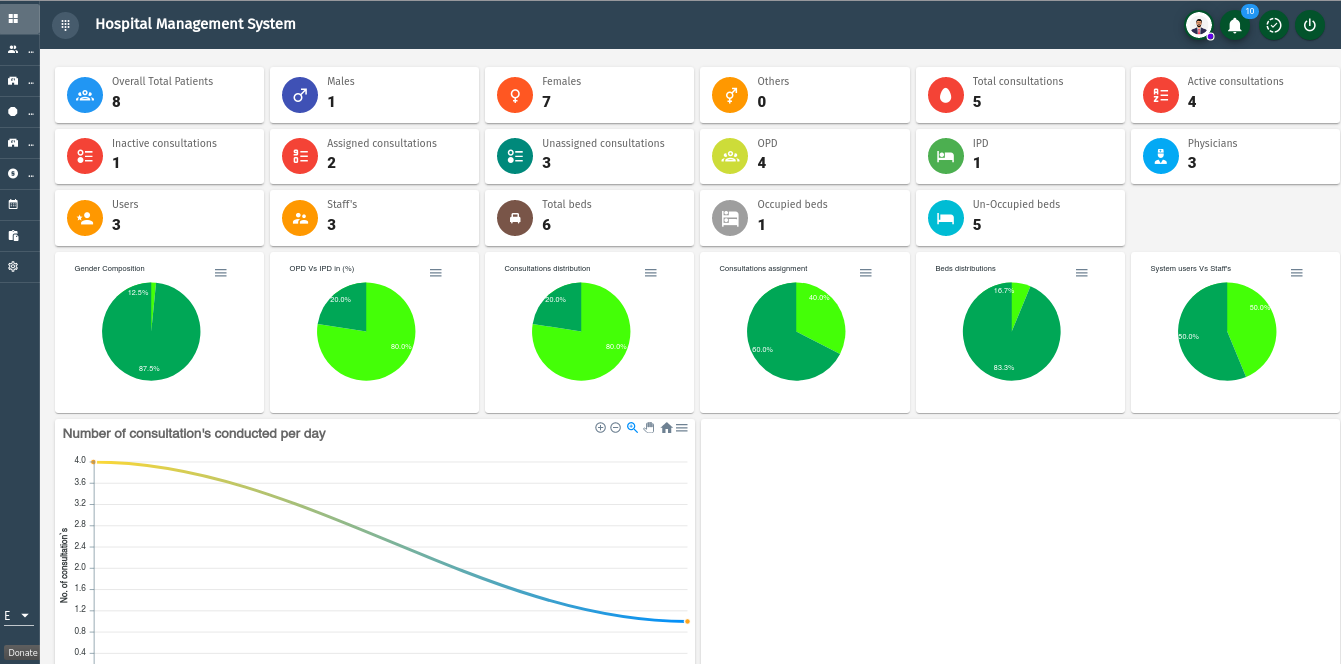 Hospital Management System
10
Overall Total Patients
8
Males
1
Females
7
Others
0
Total consultations
5
Active consultations
4
Inactive consultations
1
Assigned consultations
2
Unassigned consultations
3
OPD
4
IPD
1
Physicians
3
Users
3
Staff's
3
Total beds
6
Occupied beds
1
Un-Occupied beds
5
Gender Composition
12.5%
87.5%
OPD Vs IPD in (%)
20.0%
80.0%
Consultations distribution
20.0%
80.0%
Consultations assignment
40.0%
60.0%
Beds distributions
16.7%
83.3%
System users Vs Staff's
50.0%
50.0%
Number of consultation's conducted per day
No. of consultation`s
4.0
3.6
3.2
2.8
2.4
2.0
1.6
1.2
0.8
0.4
E
Donate